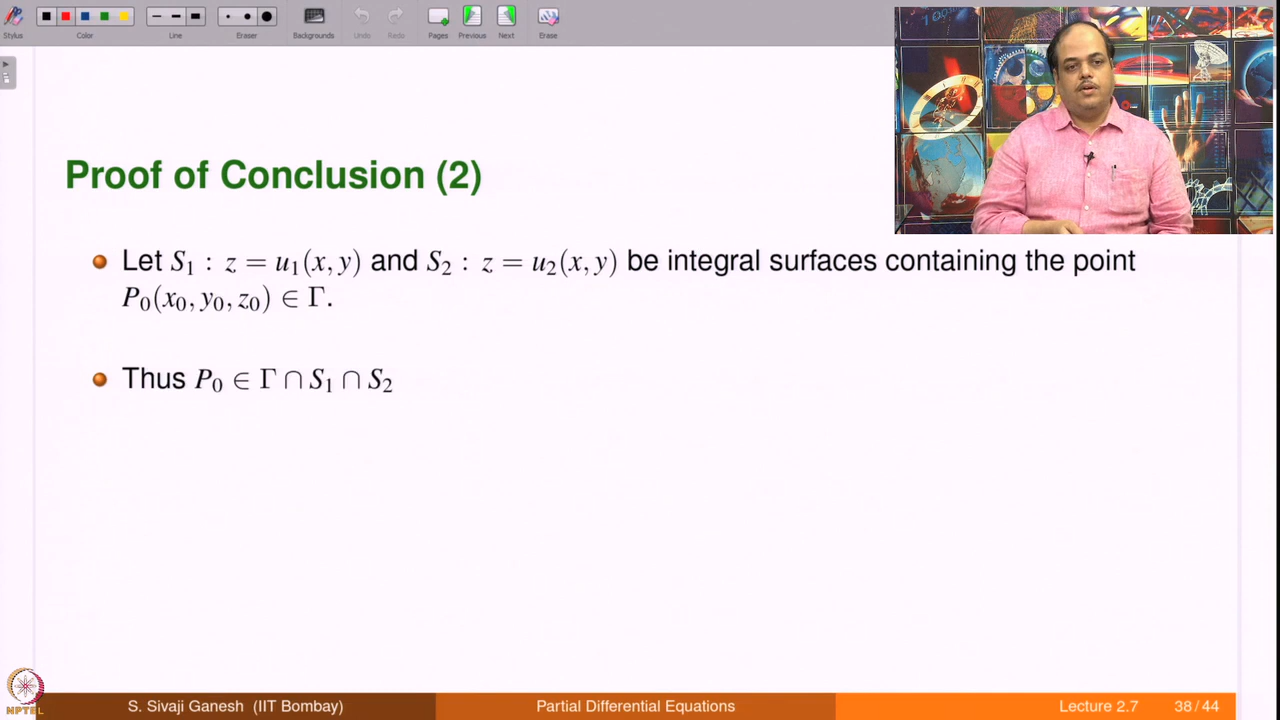 Stylus Color Line Eraser Backgrounds Undo Redo Pages Previous Next Erase
Proof of Conclusion (2)
Let S₁ : z = u₁(x, y) and S₂ : z = u₂(x, y) be integral surfaces containing the point
P₀(x₀, y₀, z₀) ∈ Γ.
Thus P₀ ∈ Γ ∩ S₁ ∩ S₂
NPTEL
S. Sivaji Ganesh (IIT Bombay) Partial Differential Equations Lecture 2.7 38/44